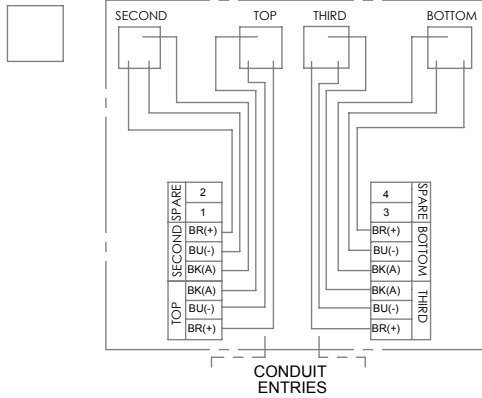 SECOND TOP THIRD BOTTOM
SPARE
2
1
SECOND
BR(+)
BU(-)
BK(A)
TOP
BK(A)
BU(-)
BR(+)
4
3
SPARE
BR(+)
BU(-)
BK(A)
BOTTOM
BK(A)
BU(-)
BR(+)
THIRD
CONDUIT
ENTRIES